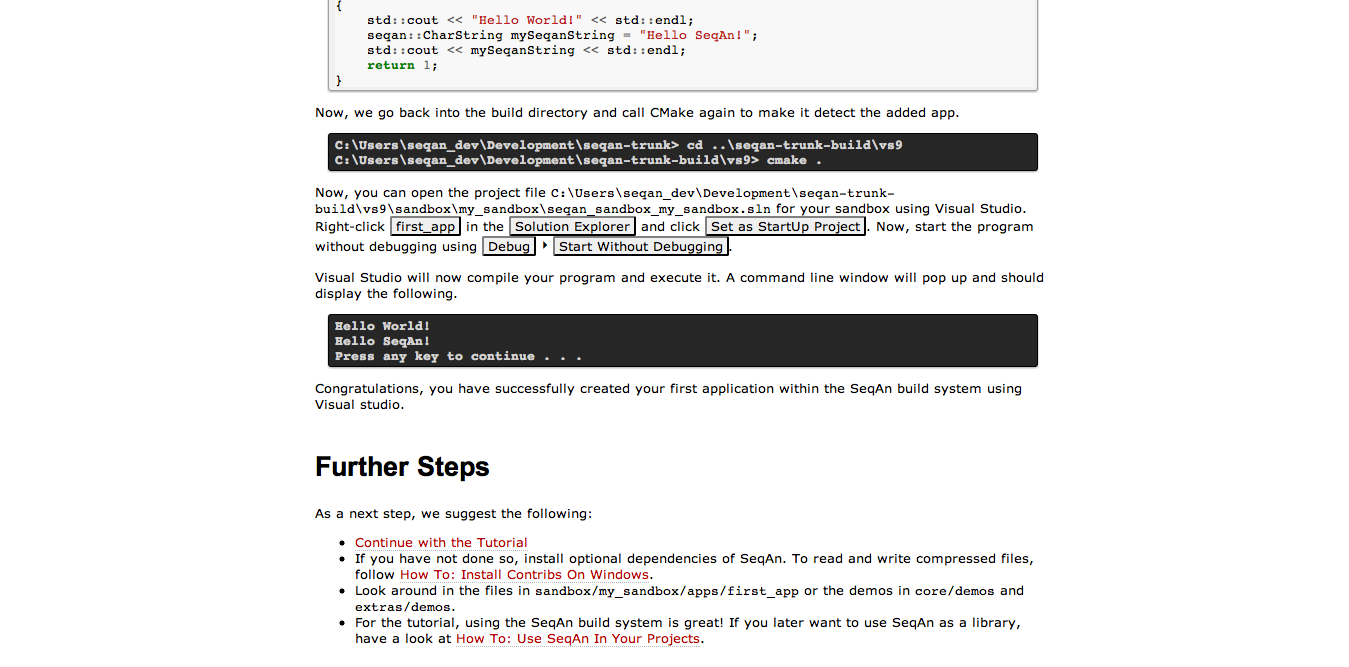 {
    std::cout << "Hello World!" << std::endl;
    seqan::CharString mySeqanString = "Hello SeqAn!";
    std::cout << mySeqanString << std::endl;
    return 1;
}
Now, we go back into the build directory and call CMake again to make it detect the added app.
C:\Users\seqan_dev\Development\seqan-trunk> cd ..\seqan-trunk-build\vs9
C:\Users\seqan_dev\Development\seqan-trunk-build\vs9> cmake .
Now, you can open the project file C:\Users\seqan_dev\Development\seqan-trunk-
build\vs9\sandbox\my_sandbox\seqan_sandbox_my_sandbox.sln for your sandbox using Visual Studio.
Right-click first_app in the Solution Explorer and click Set as StartUp Project. Now, start the program
without debugging using Debug ‣ Start Without Debugging.
Visual Studio will now compile your program and execute it. A command line window will pop up and should
display the following.
Hello World!
Hello SeqAn!
Press any key to continue . . .
Congratulations, you have successfully created your first application within the SeqAn build system using
Visual studio.
Further Steps
As a next step, we suggest the following:
• Continue with the Tutorial
• If you have not done so, install optional dependencies of SeqAn. To read and write compressed files,
follow How To: Install Contribs On Windows.
• Look around in the files in sandbox/my_sandbox/apps/first_app or the demos in core/demos and
extras/demos.
• For the tutorial, using the SeqAn build system is great! If you later want to use SeqAn as a library,
have a look at How To: Use SeqAn In Your Projects.